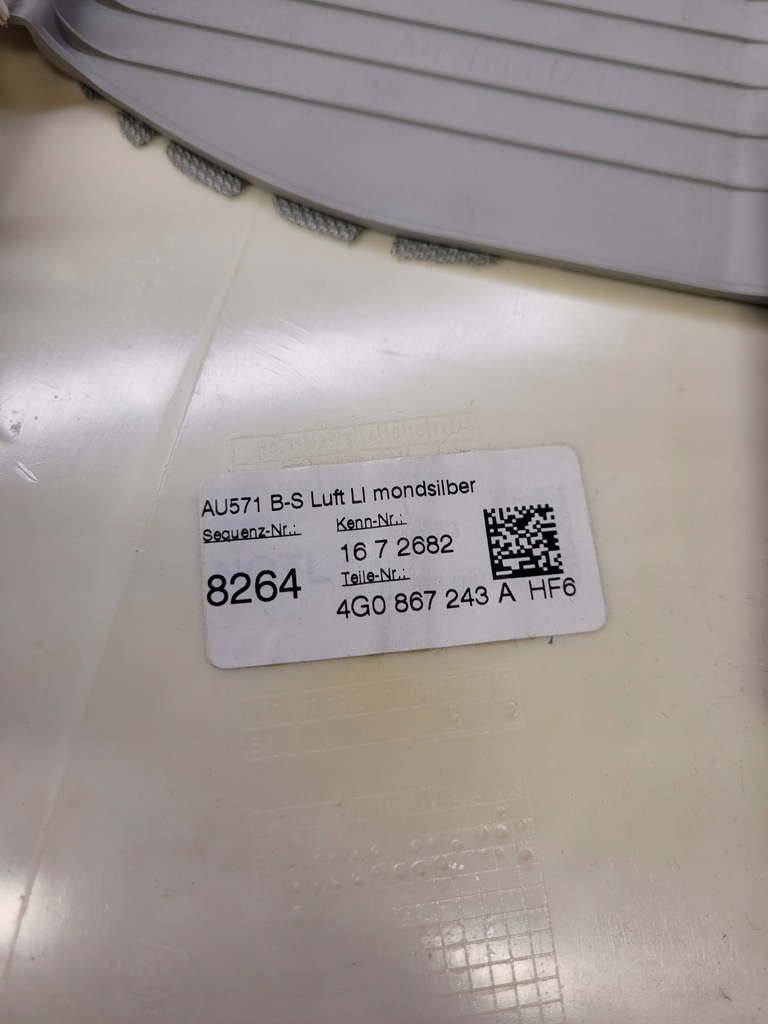 AU571 B-S Luft LI mondsilber
Sequenz-Nr.:
Kenn-Nr.:
16 7 2682
8264
Teile-Nr.:
4G0 867 243 A HF6